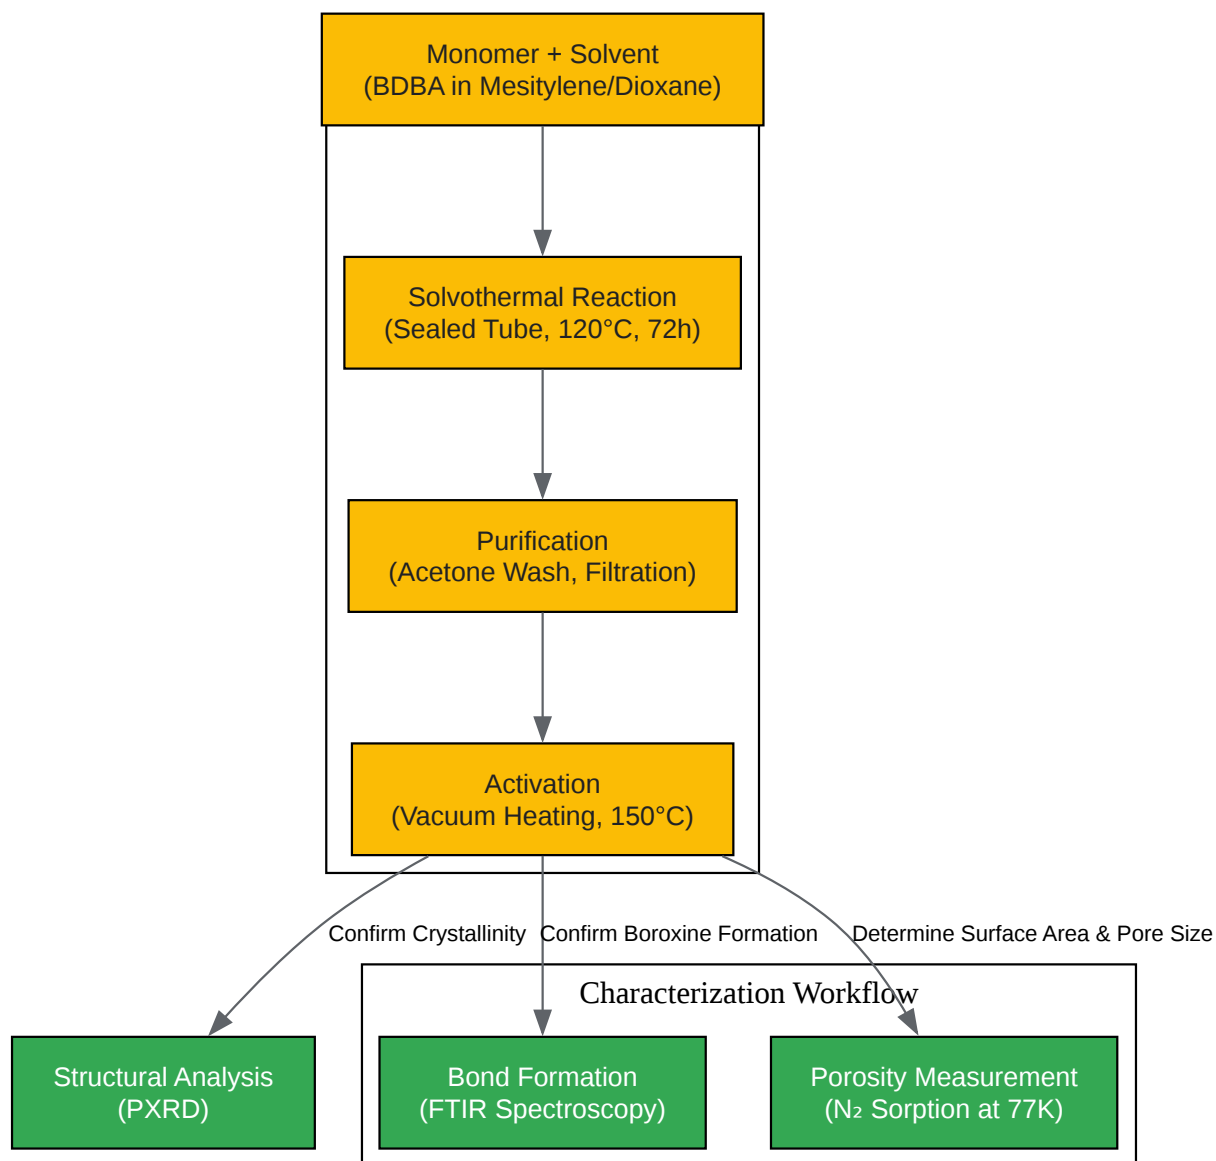 Monomer + Solvent
(BDBA in Mesitylene/Dioxane)
Solvothermal Reaction
(Sealed Tube, 120°C, 72h)
Purification
(Acetone Wash, Filtration)
Activation
(Vacuum Heating, 150°C)
Confirm Crystallinity
Confirm Boroxine Formation
Determine Surface Area & Pore Size
Characterization Workflow
Structural Analysis
(PXRD)
Bond Formation
(FTIR Spectroscopy)
Porosity Measurement
(N₂ Sorption at 77K)